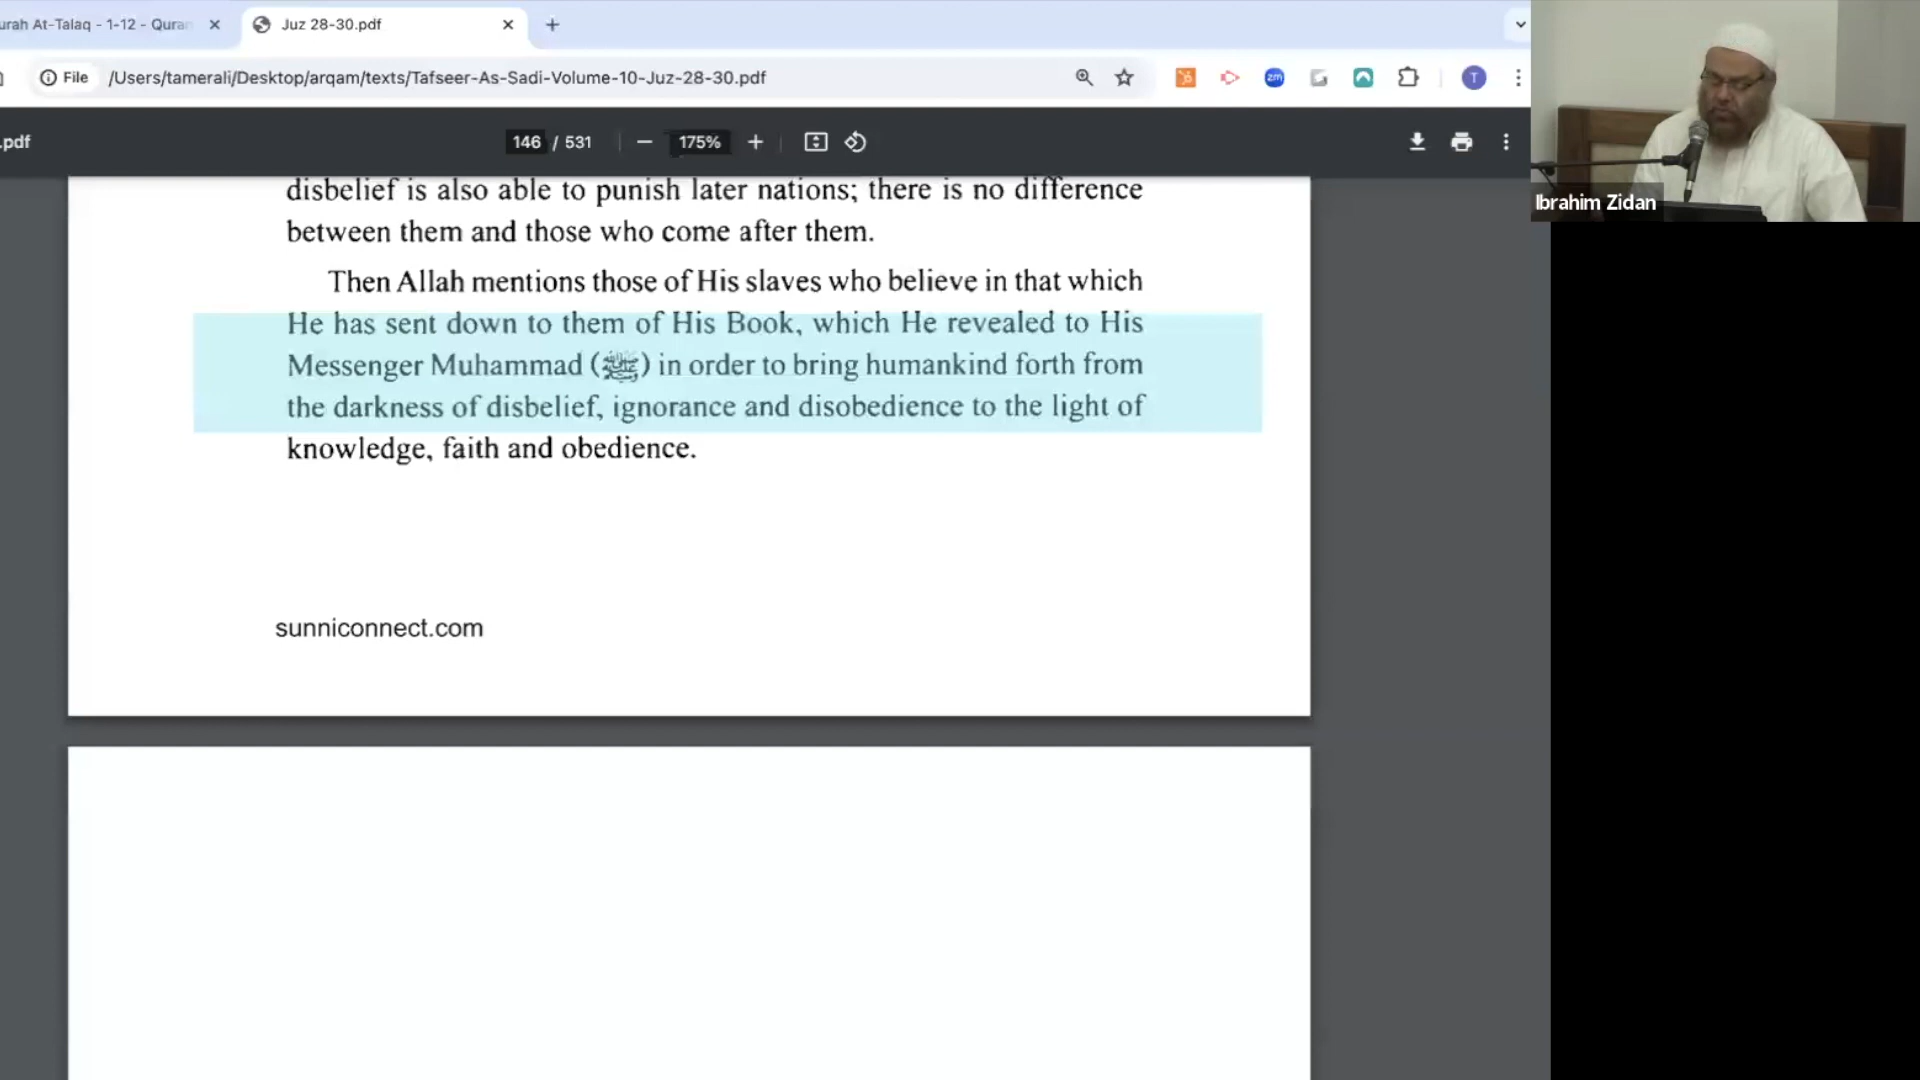 urah At-Talaq - 1-12 - Quran
Juz 28-30.pdf
File
/Users/tamerali/Desktop/arqam/texts/Tafseer-As-Sadi-Volume-10-Juz-28-30.pdf
zm
T
.pdf
146 / 531
175%
Ibrahim Zidan
disbelief is also able to punish later nations; there is no difference
between them and those who come after them.
Then Allah mentions those of His slaves who believe in that which
He has sent down to them of His Book, which He revealed to His
Messenger Muhammad (ﷺ) in order to bring humankind forth from
the darkness of disbelief, ignorance and disobedience to the light of
knowledge, faith and obedience.
sunniconnect.com